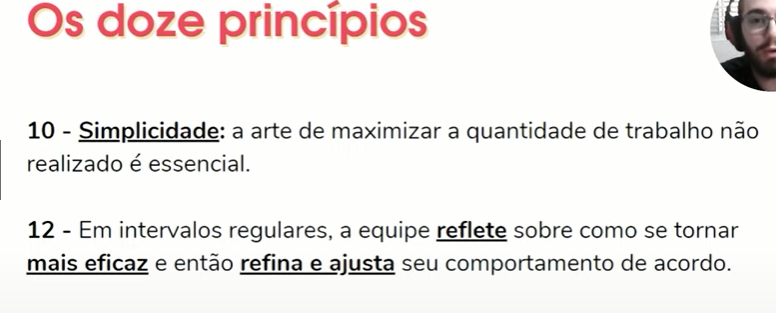 Os doze princípios
10 - Simplicidade: a arte de maximizar a quantidade de trabalho não
realizado é essencial.
12 - Em intervalos regulares, a equipe reflete sobre como se tornar
mais eficaz e então refina e ajusta seu comportamento de acordo.